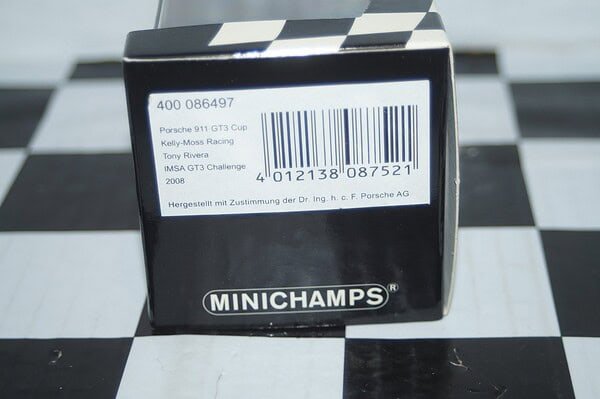 400 086497
Porsche 911 GT3 Cup
Kelly-Moss Racing
Tony Rivera
IMSA GT3 Challenge
2008
4 012138 087521
Hergestellt mit Zustimmung der Dr. Ing. h. c. F. Porsche AG
MINICHAMPS®